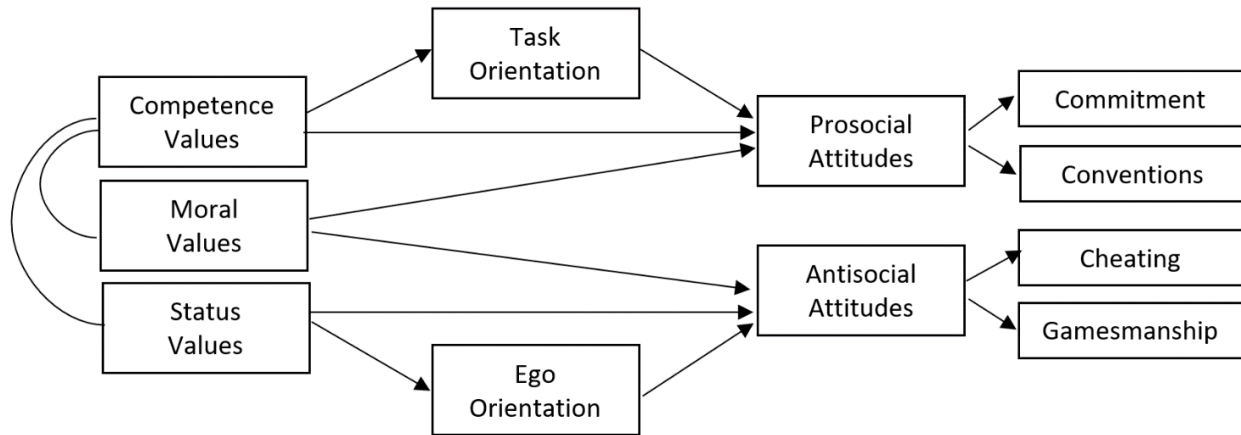 Task
Orientation
Competence
Values
Prosocial
Attitudes
Commitment
Conventions
Moral
Values
Status
Values
Antisocial
Attitudes
Cheating
Gamesmanship
Ego
Orientation